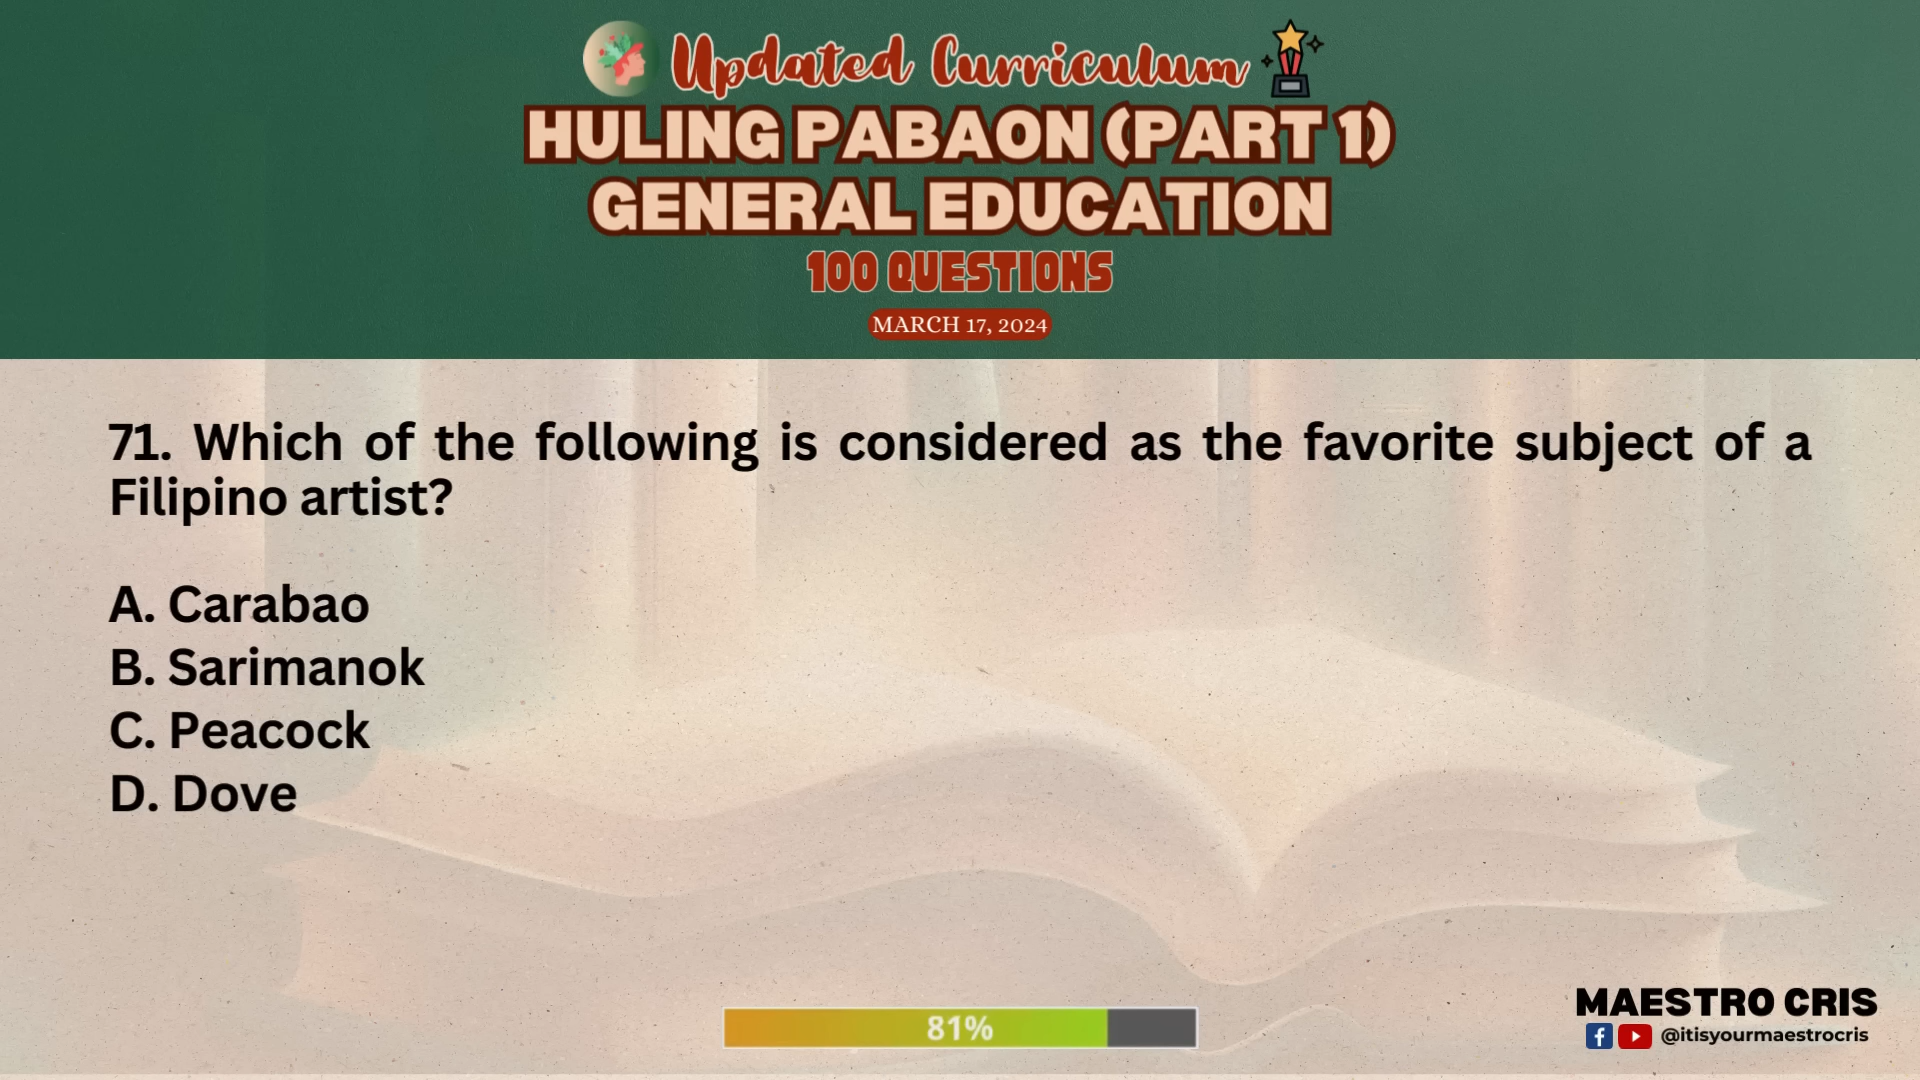 Updated Curriculum
HULING PABAON (PART 1)
GENERAL EDUCATION
100 QUESTIONS
MARCH 17, 2024
71. Which of the following is considered as the favorite subject of a
Filipino artist?
A. Carabao
B. Sarimanok
C. Peacock
D. Dove
81%
MAESTRO CRIS
@itisyourmaestrocris